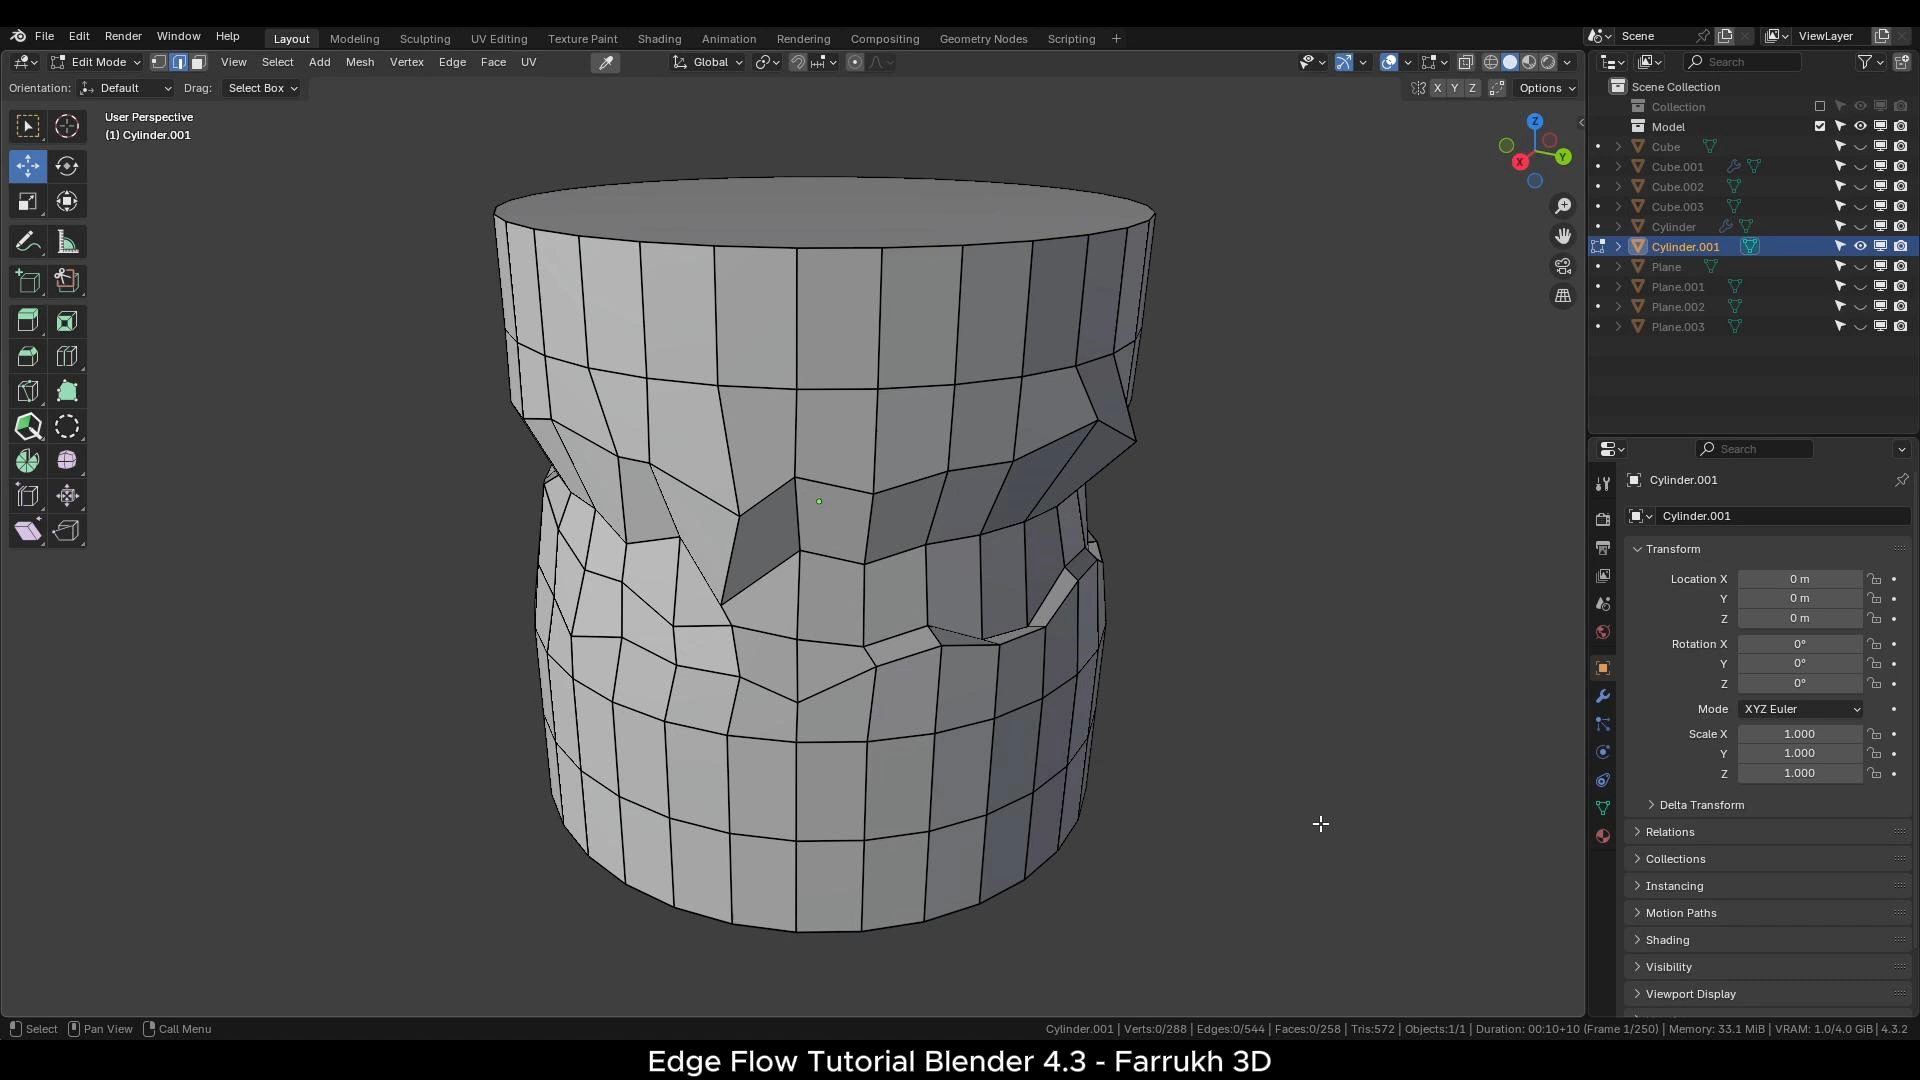 File Edit Render Window Help Layout Modeling Sculpting UV Editing Texture Paint Shading Animation Rendering Compositing Geometry Nodes Scripting + Scene ViewLayer
Edit Mode View Select Add Mesh Vertex Edge Face UV Global Search
Orientation: Default Drag: Select Box X Y Z Options
User Perspective
(1) Cylinder.001
Z
X Y
Scene Collection
Collection
Model
Cube
Cube.001
Cube.002
Cube.003
Cylinder
Cylinder.001
Plane
Plane.001
Plane.002
Plane.003
Search
Cylinder.001
Cylinder.001
Transform
Location X 0 m
Y 0 m
Z 0 m
Rotation X 0°
Y 0°
Z 0°
Mode XYZ Euler
Scale X 1.000
Y 1.000
Z 1.000
Delta Transform
Relations
Collections
Instancing
Motion Paths
Shading
Visibility
Viewport Display
Select Pan View Call Menu Cylinder.001 | Verts:0/288 | Edges:0/544 | Faces:0/258 | Tris:572 | Objects:1/1 | Duration: 00:10+10 (Frame 1/250) | Memory: 33.1 MiB | VRAM: 1.0/4.0 GiB | 4.3.2
Edge Flow Tutorial Blender 4.3 - Farrukh 3D